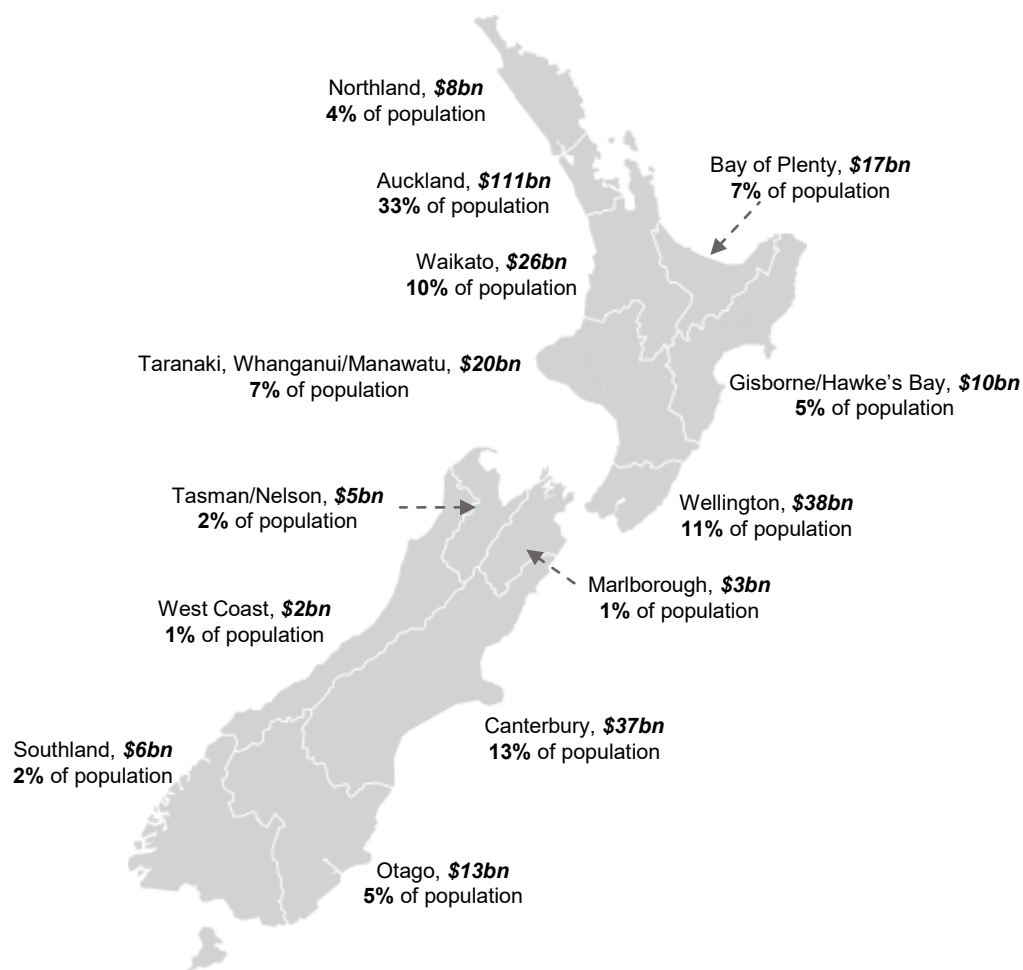 Northland, $8bn
4% of population
Bay of Plenty, $17bn
7% of population
Auckland, $111bn
33% of population
Waikato, $26bn
10% of population
Taranaki, Whanganui/Manawatu, $20bn
7% of population
Gisborne/Hawke's Bay, $10bn
5% of population
Tasman/Nelson, $5bn
2% of population
Wellington, $38bn
11% of population
Marlborough, $3bn
1% of population
West Coast, $2bn
1% of population
Canterbury, $37bn
13% of population
Southland, $6bn
2% of population
Otago, $13bn
5% of population